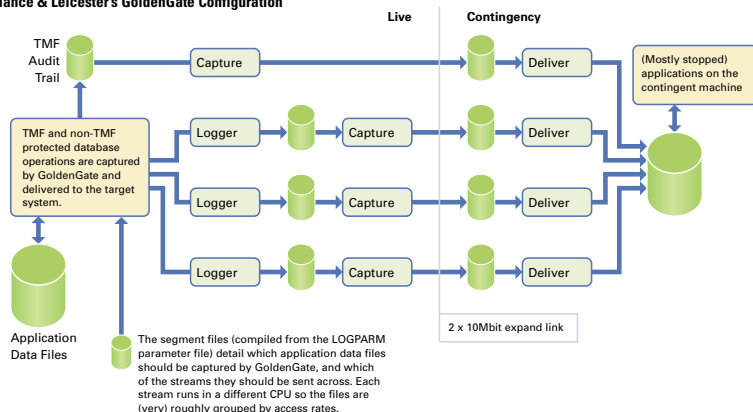 liance & Leicester's GoldenGate Configuration
Live
Contingency
TMF
Audit
Trail
Capture
Deliver
(Mostly stopped)
applications on the
contingent machine
TMF and non-TMF
protected database
operations are captured
by GoldenGate and
delivered to the target
system.
Logger
Capture
Deliver
Logger
Capture
Deliver
Logger
Capture
Deliver
2 x 10Mbit expand link
Application
Data Files
The segment files (compiled from the LOGPARM
parameter file) detail which application data files
should be captured by GoldenGate, and which
of the streams they should be sent across. Each
stream runs in a different CPU so the files are
(very) roughly grouped by access rates.